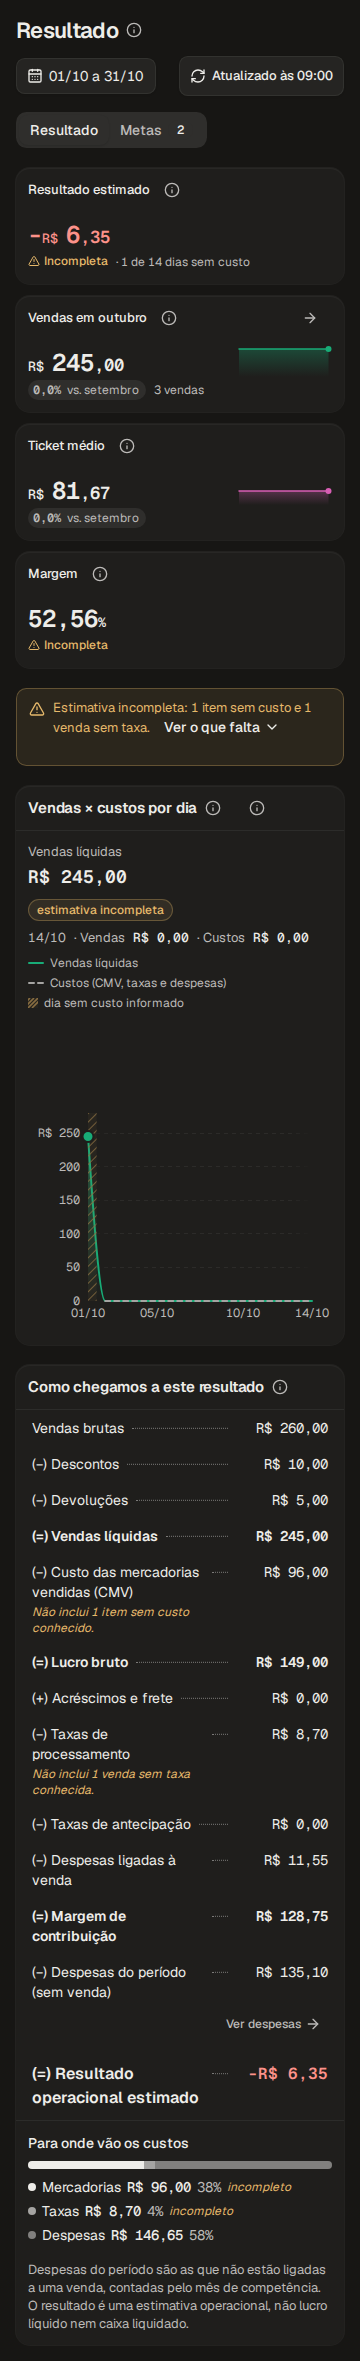 Resultado
01/10 a 31/10
Atualizado às 09:00
Resultado Metas 2
Resultado estimado
-R$ 6,35
Incompleta · 1 de 14 dias sem custo
Vendas em outubro
R$ 245,00
0,0% vs. setembro 3 vendas
Ticket médio
R$ 81,67
0,0% vs. setembro
Margem
52,56%
Incompleta
Estimativa incompleta: 1 item sem custo e 1
venda sem taxa. Ver o que falta
Vendas × custos por dia
Vendas líquidas
R$ 245,00
estimativa incompleta
14/10 · Vendas R$ 0,00 · Custos R$ 0,00
Vendas líquidas
Custos (CMV, taxas e despesas)
dia sem custo informado
R$ 250
200
150
100
50
0
01/10 05/10 10/10 14/10
Como chegamos a este resultado
Vendas brutas R$ 260,00
(−) Descontos R$ 10,00
(−) Devoluções R$ 5,00
(=) Vendas líquidas R$ 245,00
(−) Custo das mercadorias R$ 96,00
vendidas (CMV)
Não inclui 1 item sem custo
conhecido.
(=) Lucro bruto R$ 149,00
(+) Acréscimos e frete R$ 0,00
(−) Taxas de R$ 8,70
processamento
Não inclui 1 venda sem taxa
conhecida.
(−) Taxas de antecipação R$ 0,00
(−) Despesas ligadas à R$ 11,55
venda
(=) Margem de R$ 128,75
contribuição
(−) Despesas do período R$ 135,10
(sem venda)
Ver despesas
(=) Resultado -R$ 6,35
operacional estimado
Para onde vão os custos
Mercadorias R$ 96,00 38% incompleto
Taxas R$ 8,70 4% incompleto
Despesas R$ 146,65 58%
Despesas do período são as que não estão ligadas
a uma venda, contadas pelo mês de competência.
O resultado é uma estimativa operacional, não lucro
líquido nem caixa liquidado.